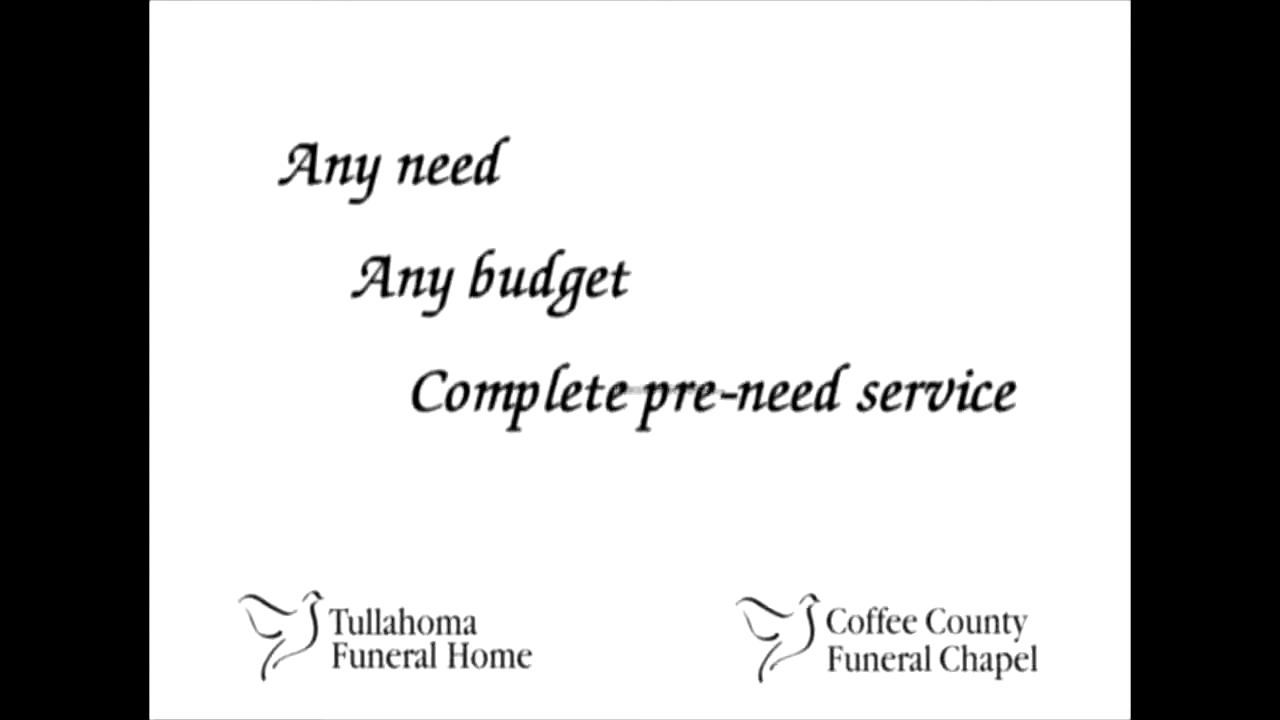 Any need
Any budget
Complete pre-need service
Tullahoma
Funeral Home
Coffee County
Funeral Chapel